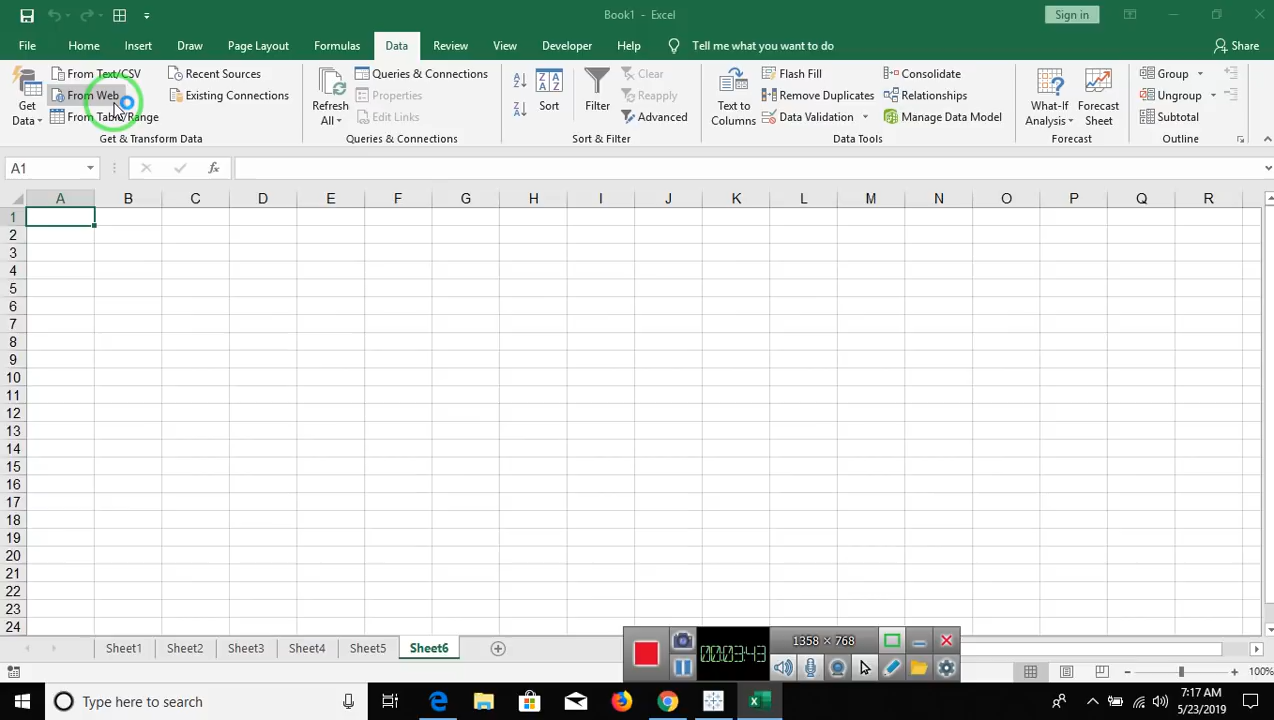 Book1 - Excel
Sign in
File Home Insert Draw Page Layout Formulas Data Review View Developer Help Tell me what you want to do Share
Get Data
From Text/CSV
From Web
From Table/Range
Recent Sources
Existing Connections
Get & Transform Data
Refresh All
Queries & Connections
Properties
Edit Links
Queries & Connections
Sort
Filter
Clear
Reapply
Advanced
Sort & Filter
Text to Columns
Flash Fill
Remove Duplicates
Data Validation
Consolidate
Relationships
Manage Data Model
Data Tools
What-If Analysis
Forecast Sheet
Forecast
Group
Ungroup
Subtotal
Outline
A1
fx
A B C D E F G H I J K L M N O P Q R
1
2
3
4
5
6
7
8
9
10
11
12
13
14
15
16
17
18
19
20
21
22
23
24
Sheet1 Sheet2 Sheet3 Sheet4 Sheet5 Sheet6
1358 × 768
00:03:43
100%
Type here to search
7:17 AM
5/23/2019